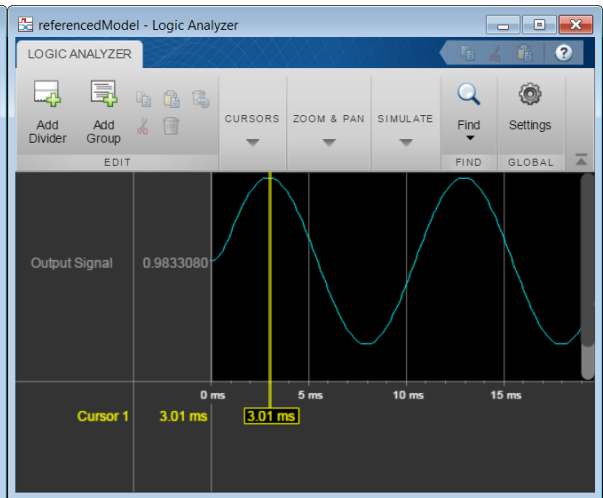 referencedModel - Logic Analyzer
LOGIC ANALYZER
?
Add Divider
Add Group
CURSORS
ZOOM & PAN
SIMULATE
Find
Settings
EDIT
FIND
GLOBAL
Output Signal 0.9833080
0 ms 5 ms 10 ms 15 ms
Cursor 1 3.01 ms 3.01 ms